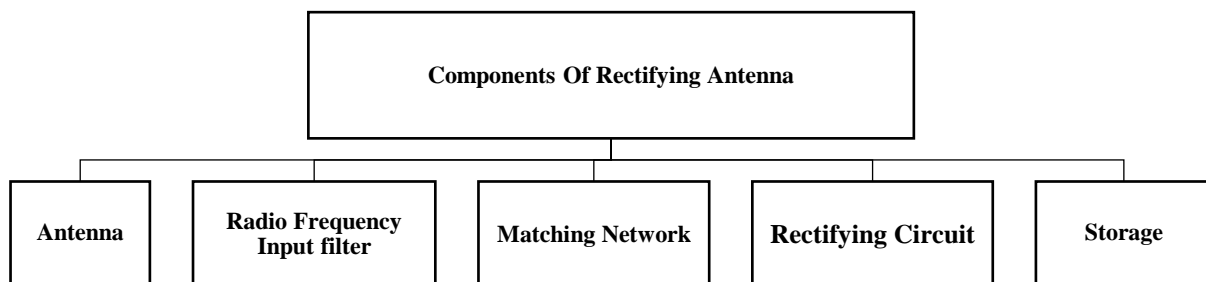 Components Of Rectifying Antenna
Antenna
Radio Frequency
Input filter
Matching Network
Rectifying Circuit
Storage